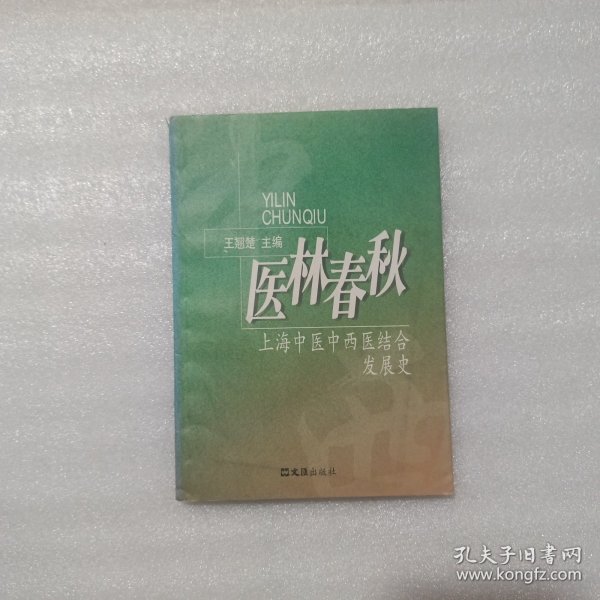 YILIN
CHUNQIU
王翘楚 主编
医林春秋
上海中医中西医结合
发展史
文汇出版社
孔夫子旧书网
www.kongfz.com